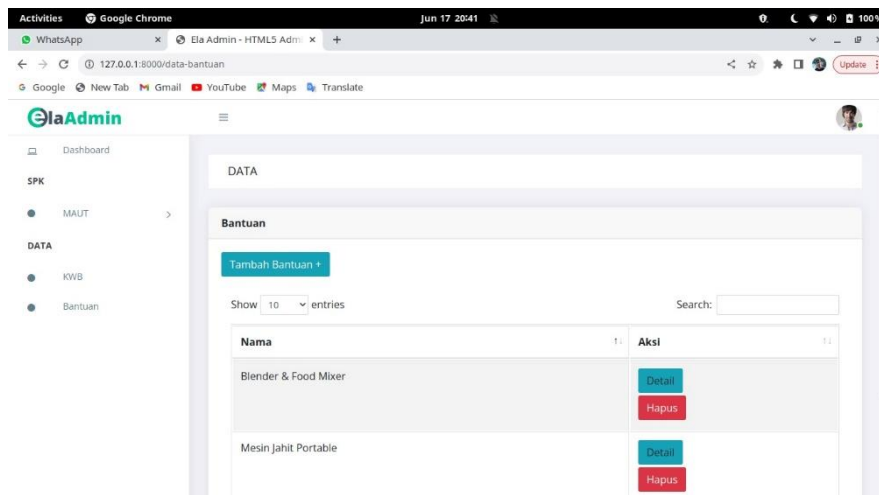 Activities Google Chrome Jun 17 20:41 100%
WhatsApp Ela Admin - HTML5 Adm
127.0.0.1:8000/data-bantuan Update
Google New Tab Gmail YouTube Maps Translate
ElaAdmin
Dashboard
DATA
SPK
MAUT
Bantuan
DATA
Tambah Bantuan +
KWB
Bantuan
Show 10 entries Search:
Nama Aksi
Blender & Food Mixer Detail
Hapus
Mesin Jahit Portable Detail
Hapus